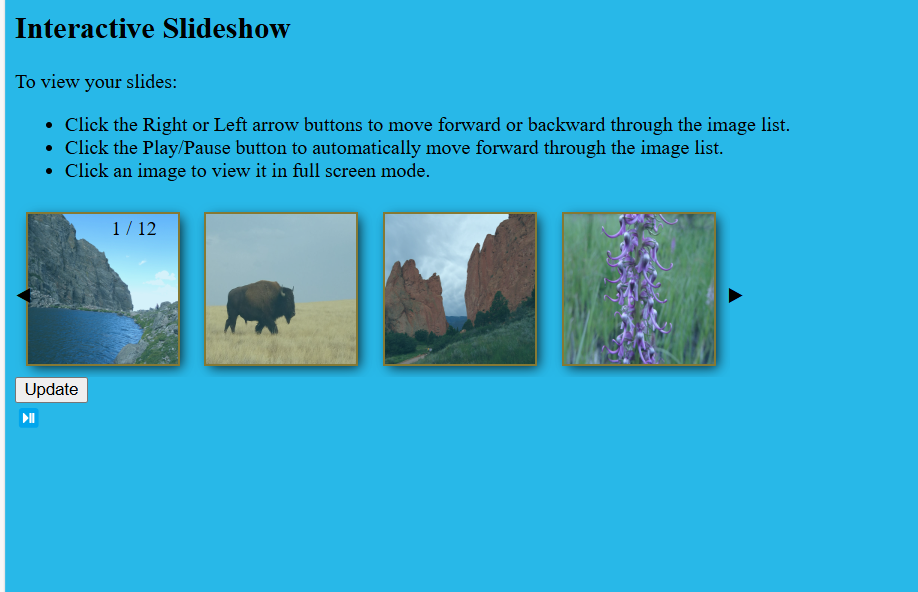 Interactive Slideshow
To view your slides:
Click the Right or Left arrow buttons to move forward or backward through the image list.
Click the Play/Pause button to automatically move forward through the image list.
Click an image to view it in full screen mode.
1 / 12
Update